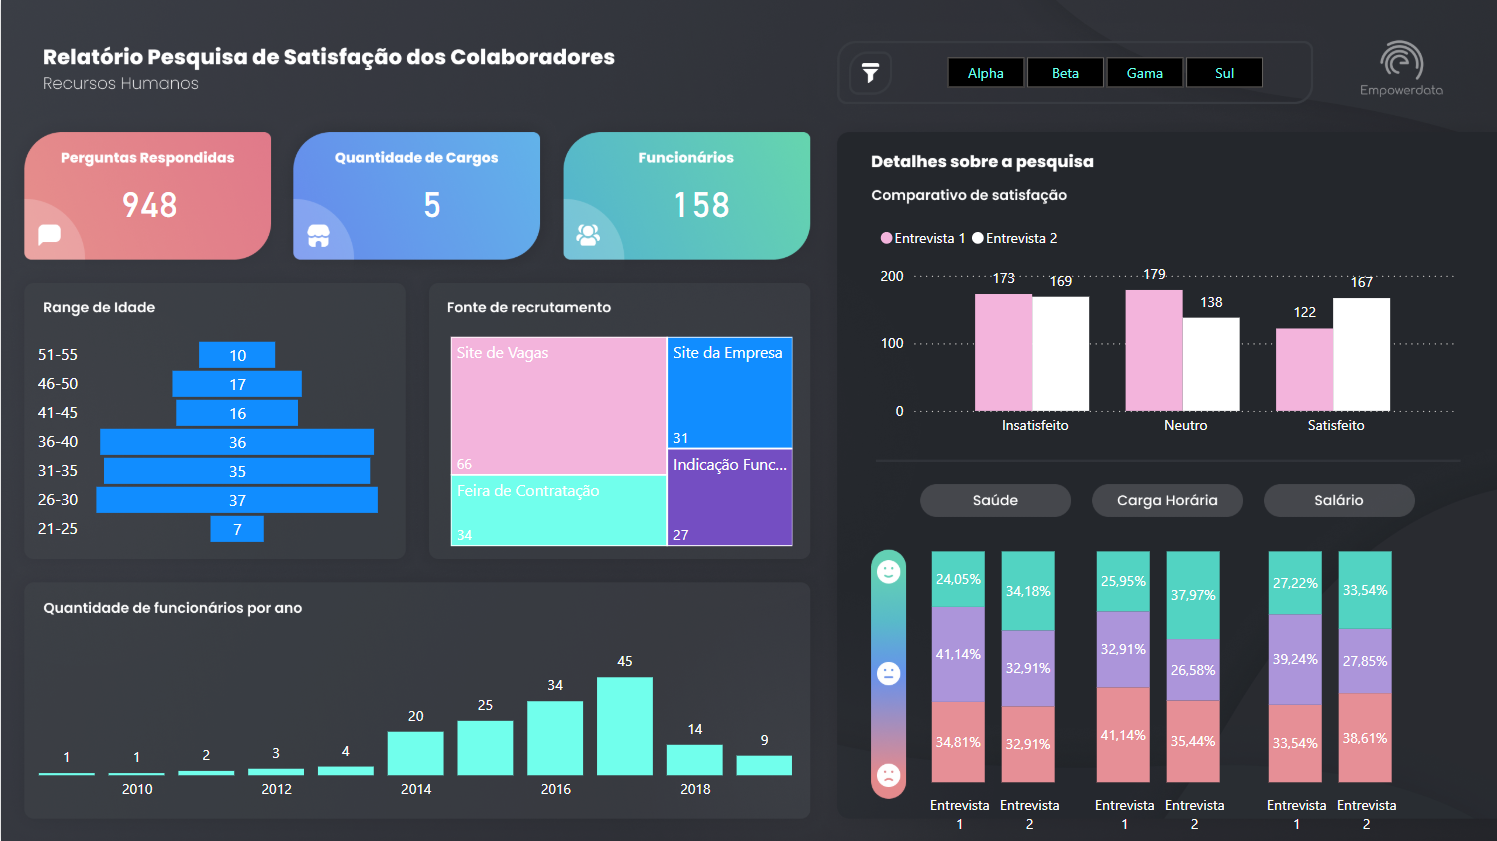 Relatório Pesquisa de Satisfação dos Colaboradores
Recursos Humanos
Alpha Beta Gama Sul
Empowerdata
Perguntas Respondidas
948
Quantidade de Cargos
5
Funcionários
158
Range de Idade
51-55 10
46-50 17
41-45 16
36-40 36
31-35 35
26-30 37
21-25 7
Fonte de recrutamento
Site de Vagas
66
Site da Empresa
31
Feira de Contratação
34
Indicação Func...
27
Quantidade de funcionários por ano
1 1 2 3 4 20 25 34 45 14 9
2010 2012 2014 2016 2018
Detalhes sobre a pesquisa
Comparativo de satisfação
Entrevista 1 Entrevista 2
200
100
0
173 169 179 138 122 167
Insatisfeito Neutro Satisfeito
Saúde
24,05% 34,18%
41,14% 32,91%
34,81% 32,91%
Entrevista 1
Entrevista 2
Carga Horária
25,95% 37,97%
32,91% 26,58%
41,14% 35,44%
Entrevista 1
Entrevista 2
Salário
27,22% 33,54%
39,24% 27,85%
33,54% 38,61%
Entrevista 1
Entrevista 2